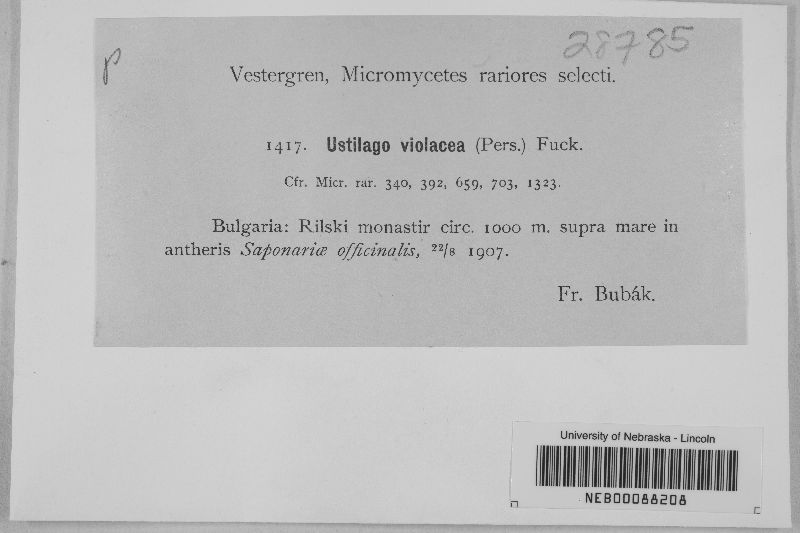 28785
p
Vestergren, Micromycetes rariores selecti.
1417. Ustilago violacea (Pers.) Fuck.
Cfr. Micr. rar. 340, 392, 659, 703, 1323.
Bulgaria: Rilski monastir circ. 1000 m. supra mare in
antheris Saponariæ officinalis, 22/8 1907.
Fr. Bubák.
University of Nebraska - Lincoln
NEB00088208